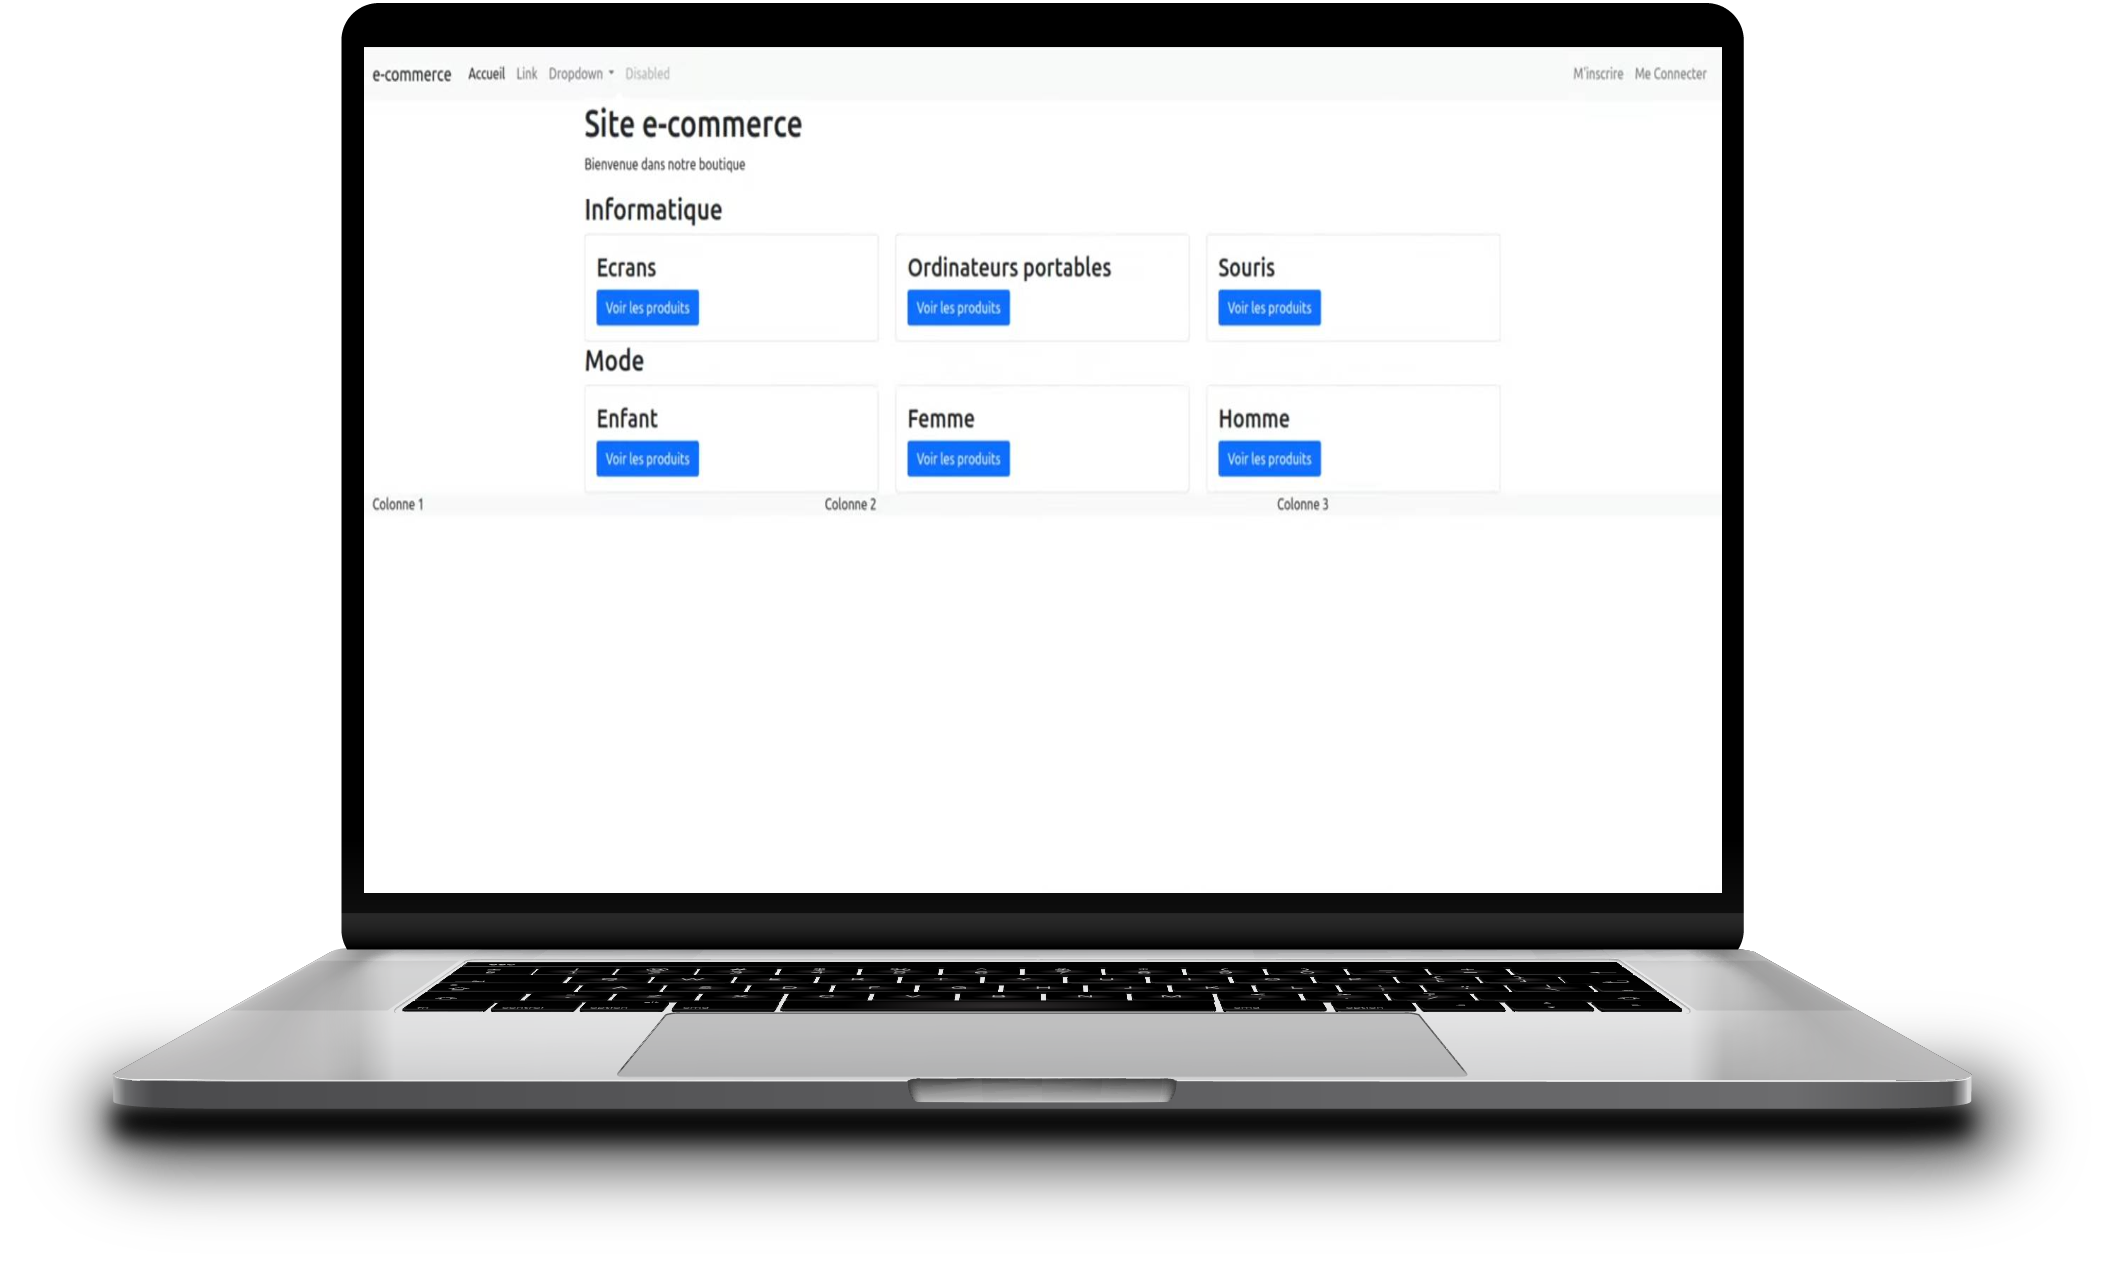 e-commerce Accueil Link Dropdown Disabled M'inscrire Me Connecter
Site e-commerce
Bienvenue dans notre boutique
Informatique
Ecrans Ordinateurs portables Souris
Voir les produits Voir les produits Voir les produits
Mode
Enfant Femme Homme
Voir les produits Voir les produits Voir les produits
Colonne 1 Colonne 2 Colonne 3